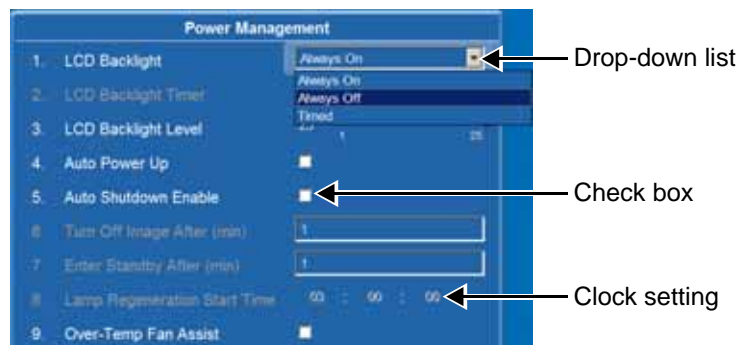 Power Management
1. LCD Backlight Always On Drop-down list
Always On
2. LCD Backlight Timer Always Off
Timed
3. LCD Backlight Level 25 1 25
4. Auto Power Up
5. Auto Shutdown Enable Check box
6 Turn Off Image After (min) 1
7 Enter Standby After (min) 1
8 Lamp Regeneration Start Time 03 : 00 : 00 Clock setting
9. Over-Temp Fan Assist